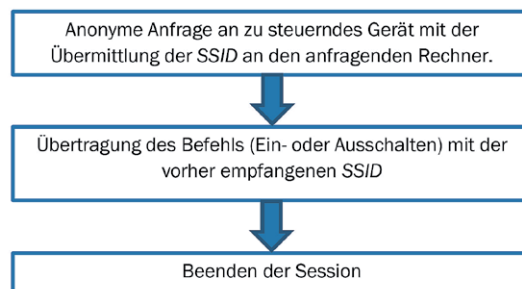 Anonyme Anfrage an zu steuerndes Gerät mit der
Übermittlung der SSID an den anfragenden Rechner.
Übertragung des Befehls (Ein- oder Ausschalten) mit der
vorher empfangenen SSID
Beenden der Session